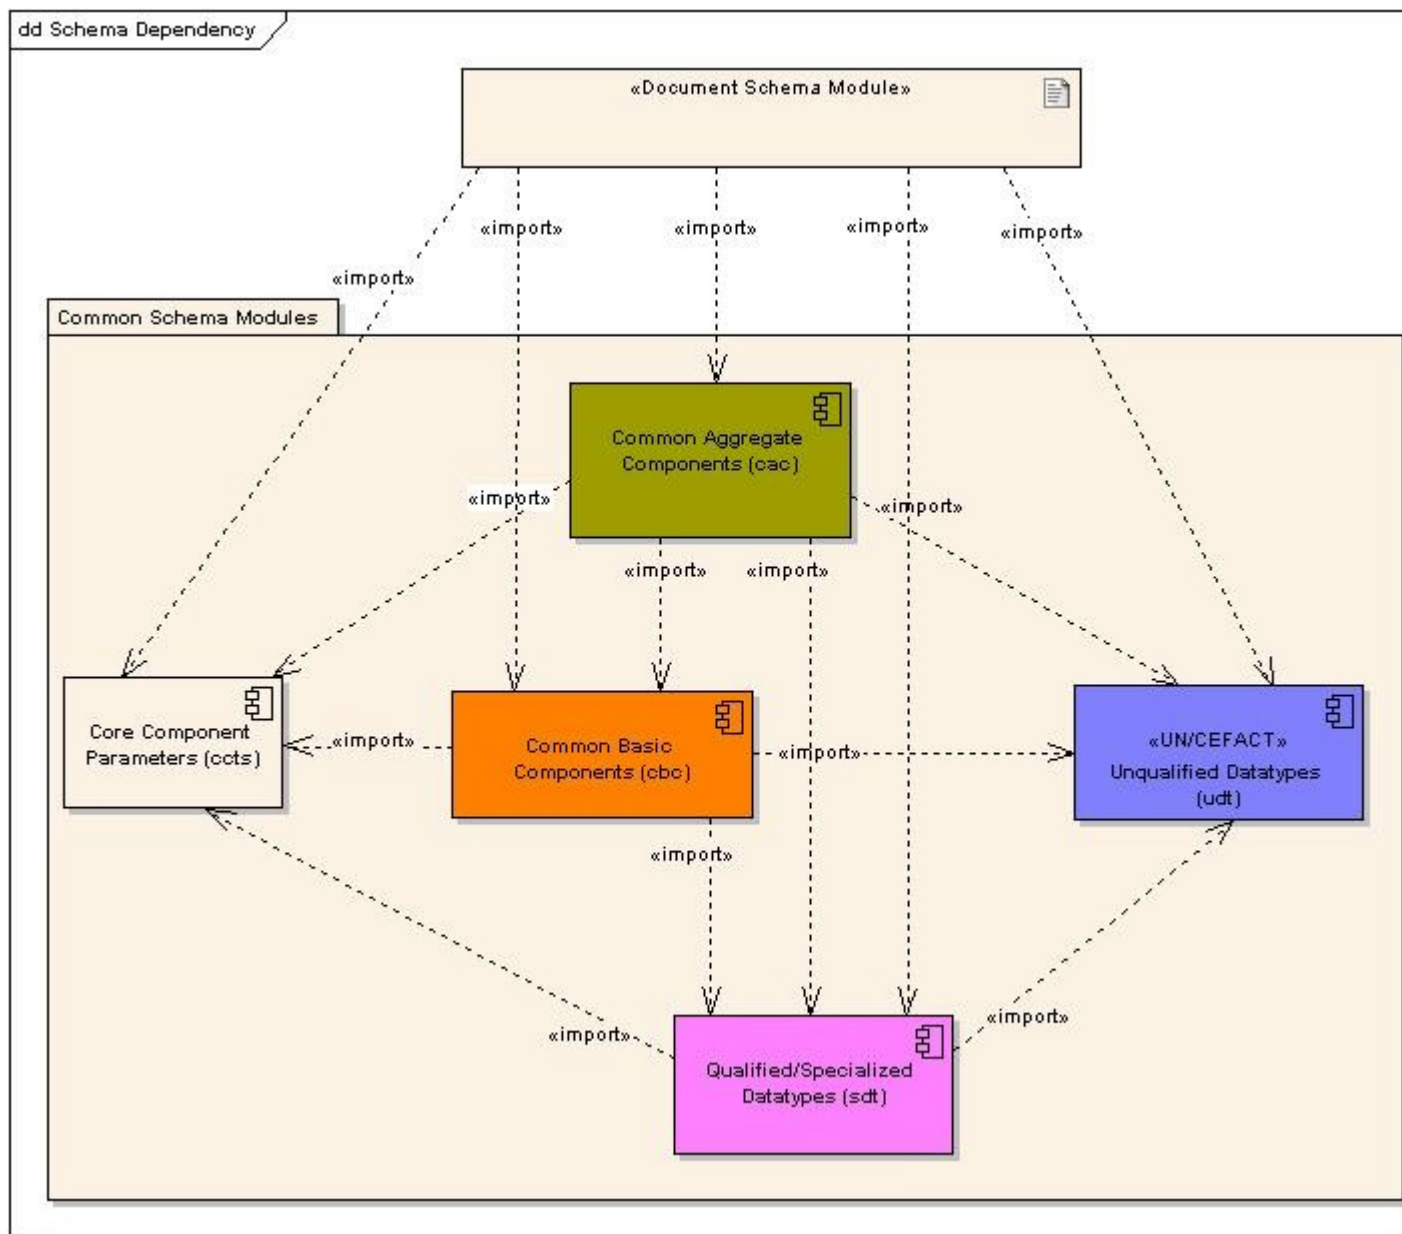 dd Schema Dependency
«Document Schema Module»
«import»
«import»
«import»
«import»
«import»
Common Schema Modules
Common Aggregate
Components (cac)
«import»
«import»
«import»
«import»
Core Component
Parameters (ccts)
«import»
Common Basic
Components (cbc)
«import»
«UN/CEFACT»
Unqualified Datatypes
(udt)
«import»
«import»
«import»
Qualified/Specialized
Datatypes (sdt)